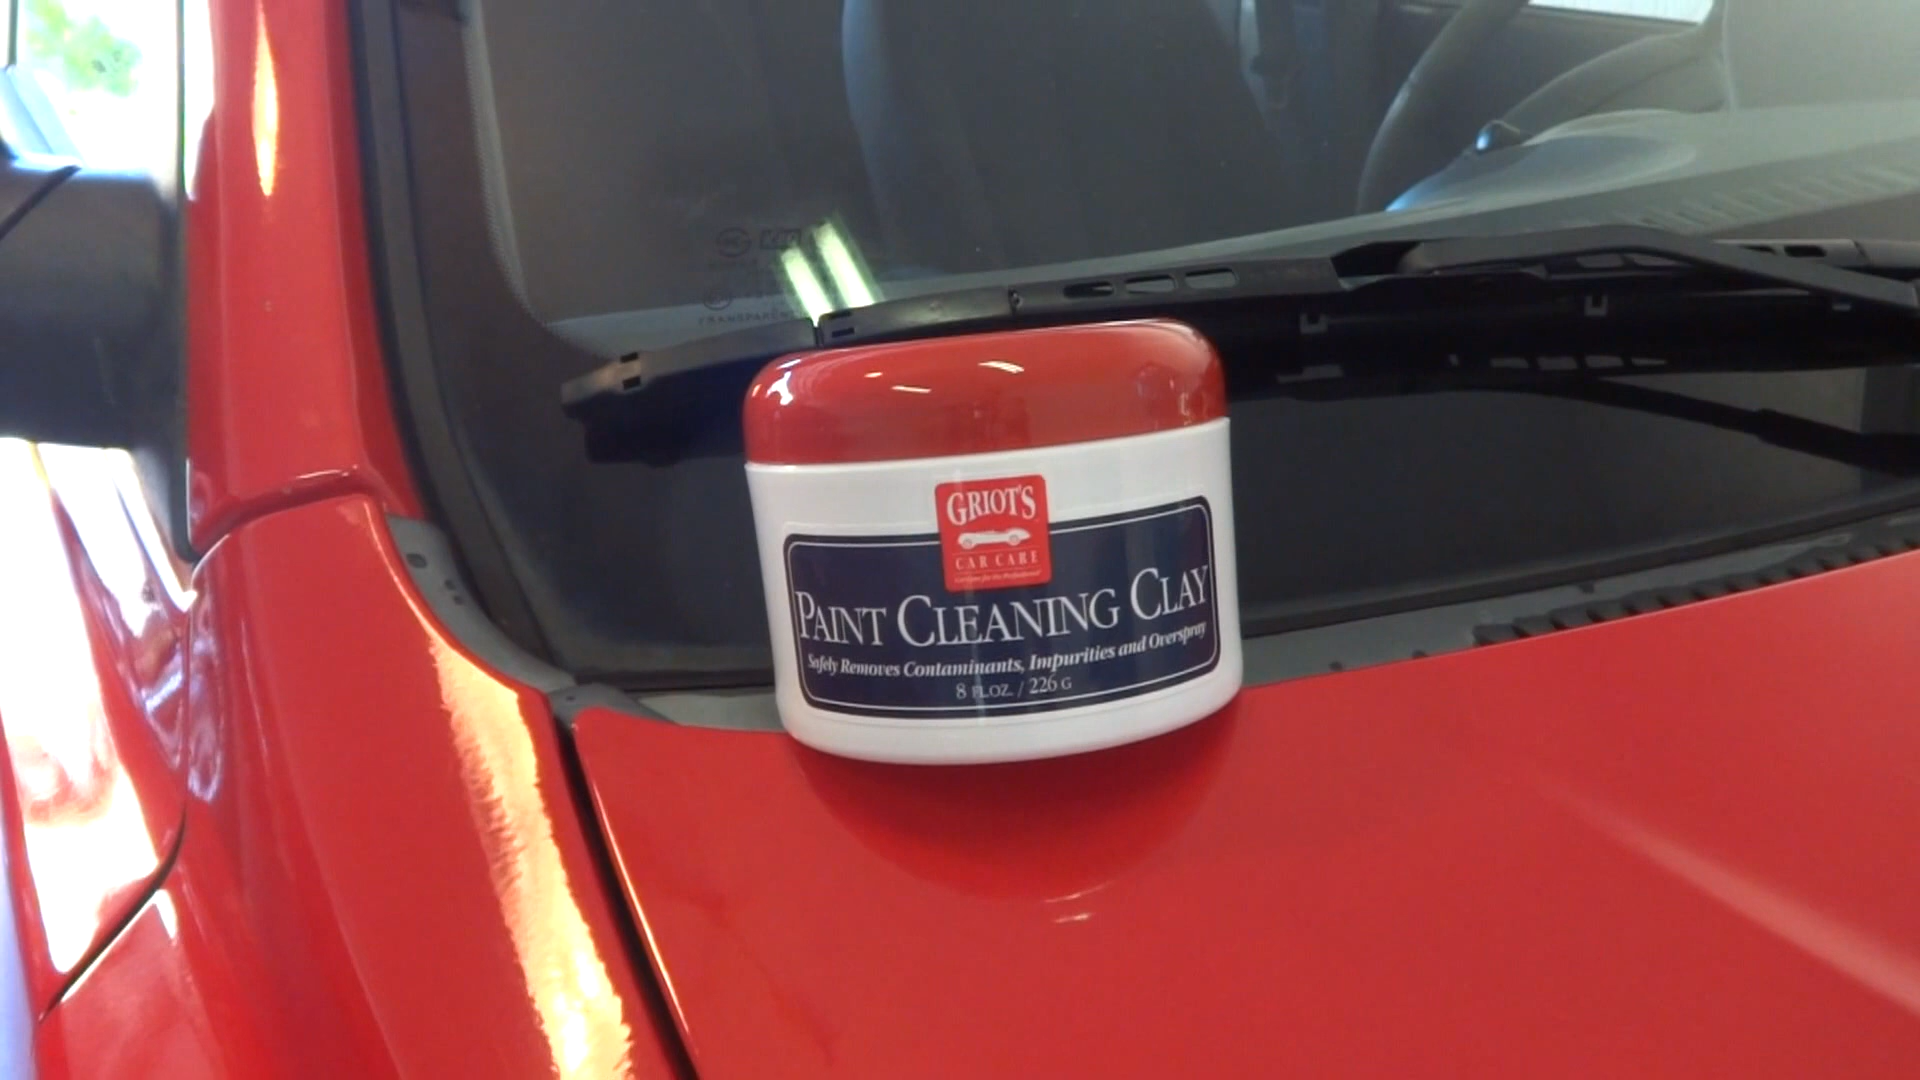 GRIOT'S
CAR CARE
PAINT CLEANING CLAY
Safely Removes Contaminants, Impurities and Overspray
8 FL.OZ. / 226 G